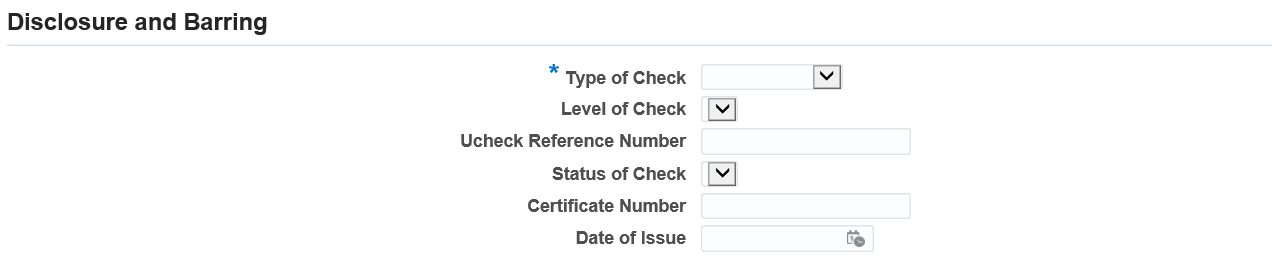 Disclosure and Barring
* Type of Check
Level of Check
Ucheck Reference Number
Status of Check
Certificate Number
Date of Issue